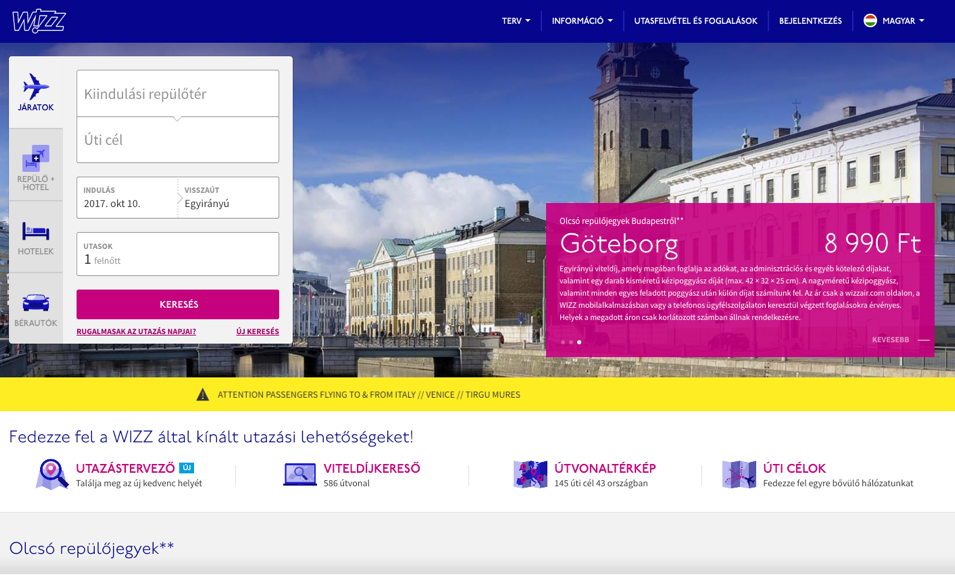 WIZZ
TERV
INFORMÁCIÓ
UTASFELVÉTEL ÉS FOGLALÁSOK
BEJELENTKEZÉS
MAGYAR
JÁRATOK
REPÜLŐ +
HOTEL
HOTELEK
BÉRAUTÓK
Kiindulási repülőtér
Úti cél
INDULÁS
2017. okt 10.
VISSZAÚT
Egyirányú
UTASOK
1 felnőtt
KERESÉS
RUGALMASAK AZ UTAZÁS NAPJAI?
ÚJ KERESÉS
Olcsó repülőjegyek Budapestről**
Göteborg
8 990 Ft
Egyirányú viteldíj, amely magában foglalja az adókat, az adminisztrációs és egyéb kötelező díjakat,
valamint egy darab kisméretű kézipoggyász díját (max. 42 × 32 × 25 cm). A nagyméretű kézipoggyász,
valamint minden egyes feladott poggyász után külön díjat számítunk fel. Az ár csak a wizzair.com oldalon, a
WIZZ mobilalkalmazásban vagy a telefonos ügyfélszolgálaton keresztül végzett foglalásokra érvényes.
Helyek a megadott áron csak korlátozott számban állnak rendelkezésre.
KEVESEBB
ATTENTION PASSENGERS FLYING TO & FROM ITALY // VENICE // TIRGU MURES
Fedezze fel a WIZZ által kínált utazási lehetőségeket!
UTAZÁSTERVEZŐ ÚJ
Találja meg az új kedvenc helyét
VITELDÍJKERESŐ
586 útvonal
ÚTVONALTÉRKÉP
145 úti cél 43 országban
ÚTI CÉLOK
Fedezze fel egyre bővülő hálózatunkat
Olcsó repülőjegyek**